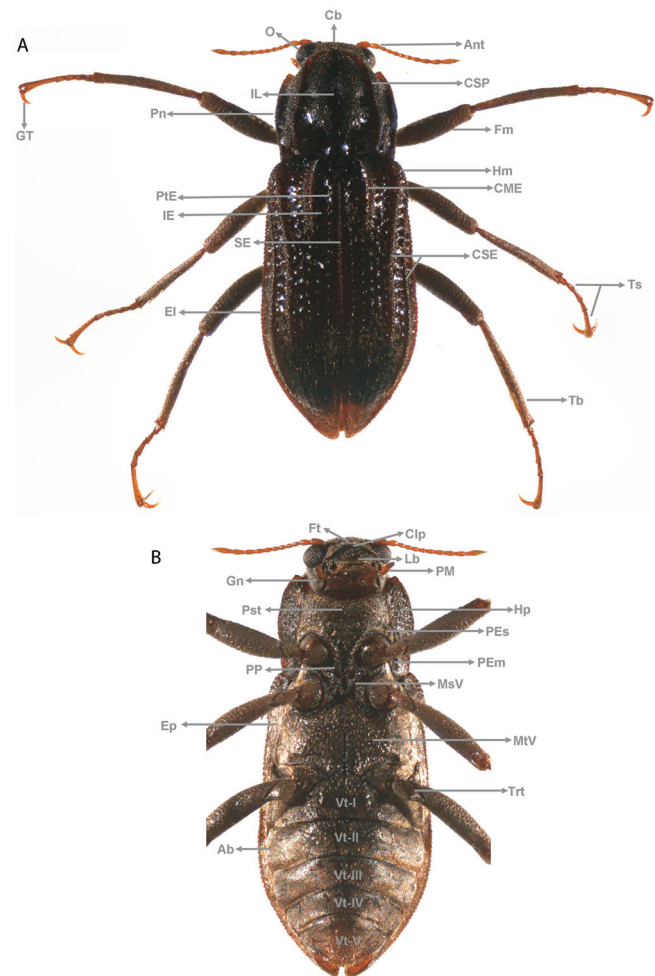 Cb
A
O
Ant
IL
CSP
Pn
Fm
GT
Hm
PtE
CME
IE
SE
CSE
El
Ts
Tb
Ft
Clp
B
Lb
PM
Gn
Pst
Hp
PEs
PP
PEm
MsV
Ep
MtV
Trt
Vt-I
Vt-II
Ab
Vt-III
Vt-IV
Vt-V